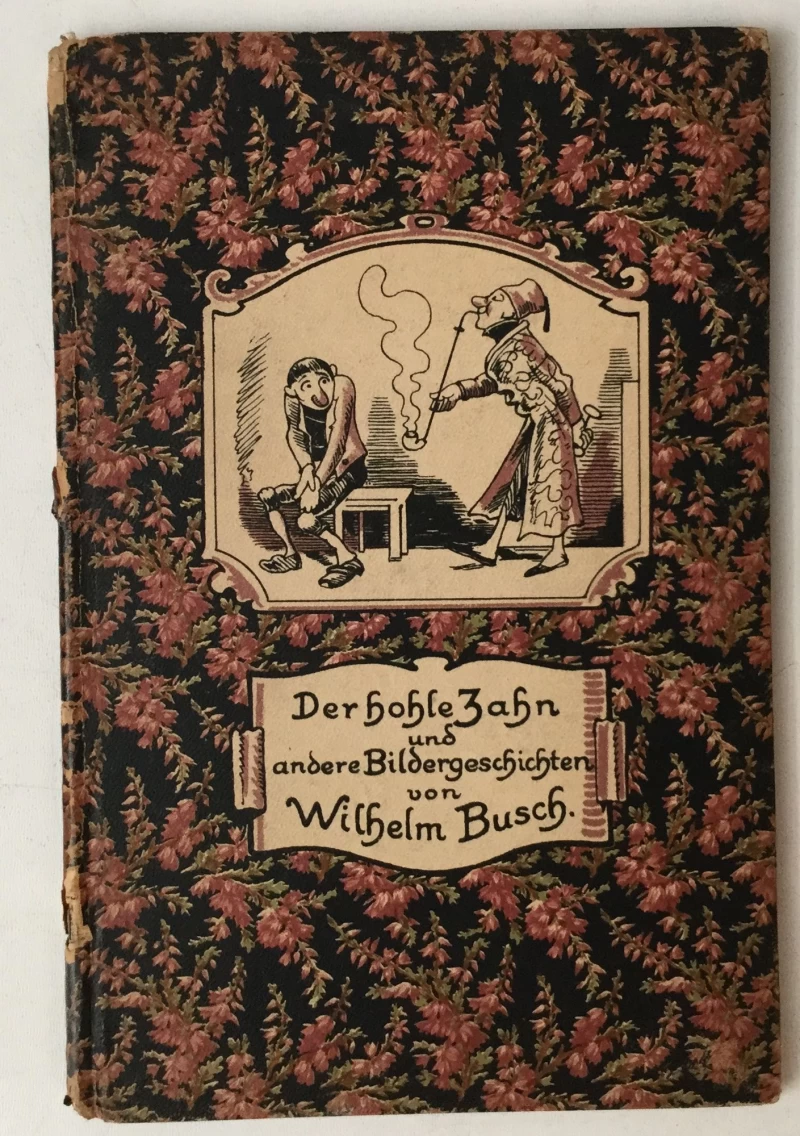 Der hohle Zahn
und
andere Bildergeschichten
von
Wilhelm Busch.